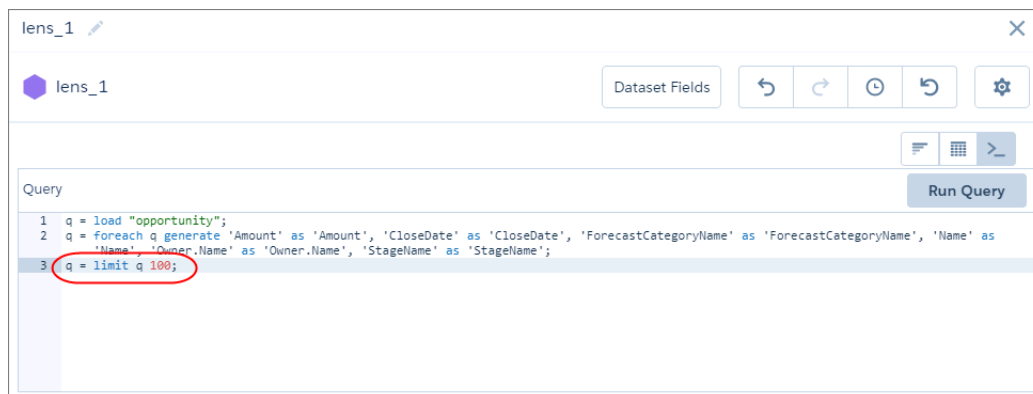 lens_1
lens_1
Dataset Fields
Query
Run Query
1 q = load "opportunity";
2 q = foreach q generate 'Amount' as 'Amount', 'CloseDate' as 'CloseDate', 'ForecastCategoryName' as 'ForecastCategoryName', 'Name' as
'Name', 'Owner.Name' as 'Owner.Name', 'StageName' as 'StageName';
3 q = limit q 100;